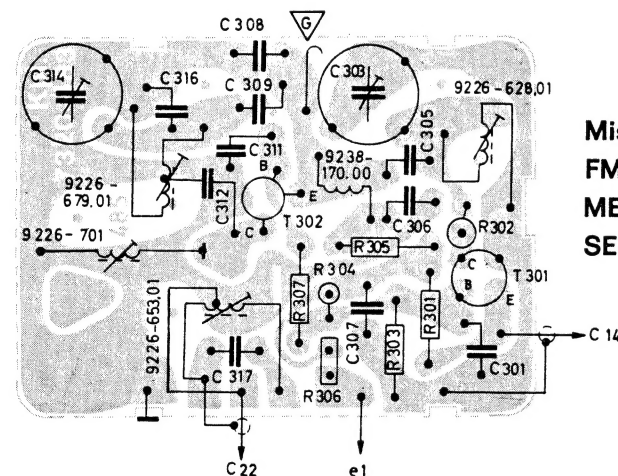 G
C 308
C 314
C 316
C 309
C 303
9226-628,01
C 311
C 305
9238-
170.00
B
E
C
9226-
679.01
C 312
T 302
C 306
R 302
9226-701
R 305
C
B
E
T 301
R 304
R 307
9226-653,01
C 307
R 303
R 301
C 14
C 301
C 317
R 306
C 22
e1
Mis
FM
ME
SE